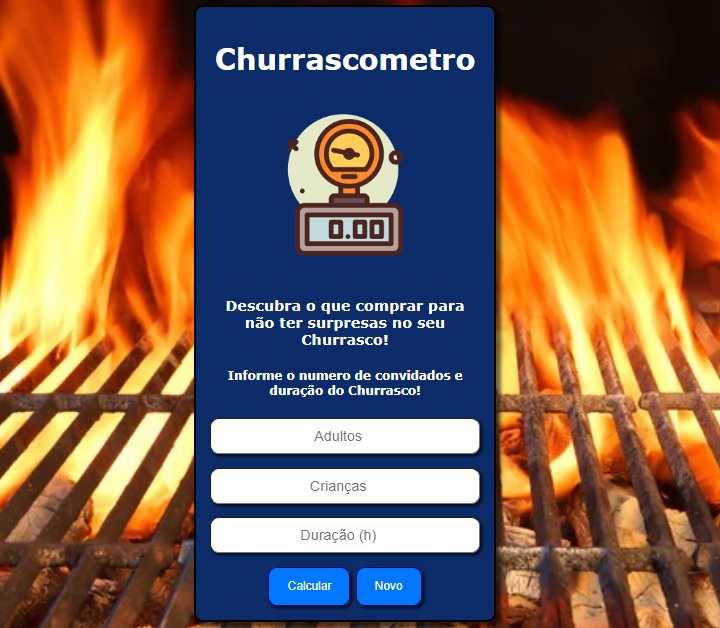 Churrascometro
0.00
Descubra o que comprar para
não ter surpresas no seu
Churrasco!
Informe o numero de convidados e
duração do Churrasco!
Adultos
Crianças
Duração (h)
Calcular Novo